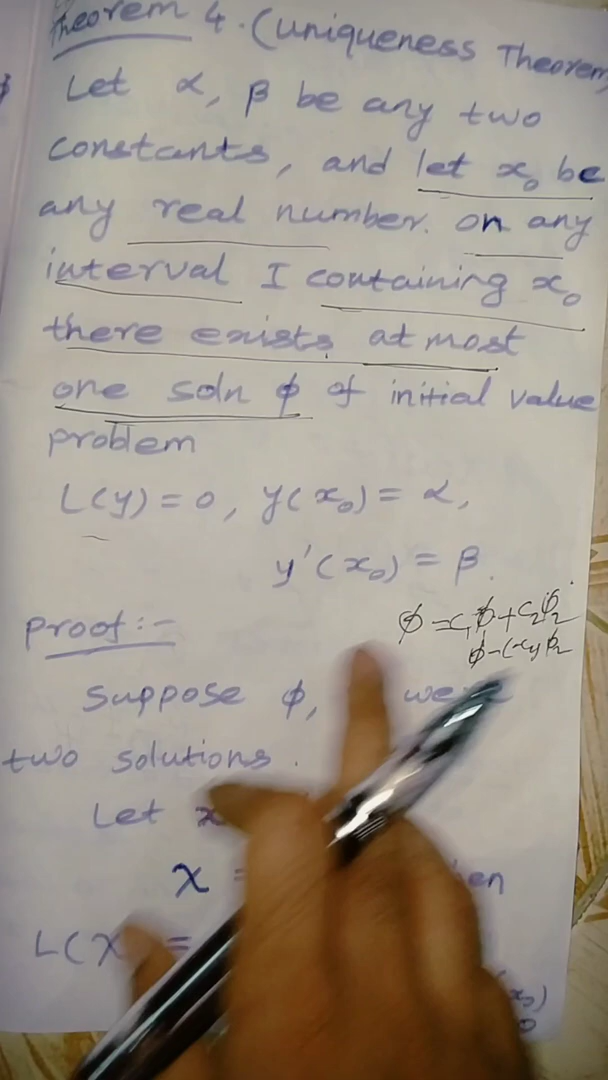 Theorem 4. (Uniqueness Theorem)
Let α, β be any two
constants, and let x₀ be
any real number. on any
interval I containing x₀
there exists at most
one soln ϕ of initial value
problem
L(y) = 0, y(x₀) = α,
y'(x₀) = β.
Proof :-
Suppose ϕ,
two solutions.
Let
χ =
L(χ =